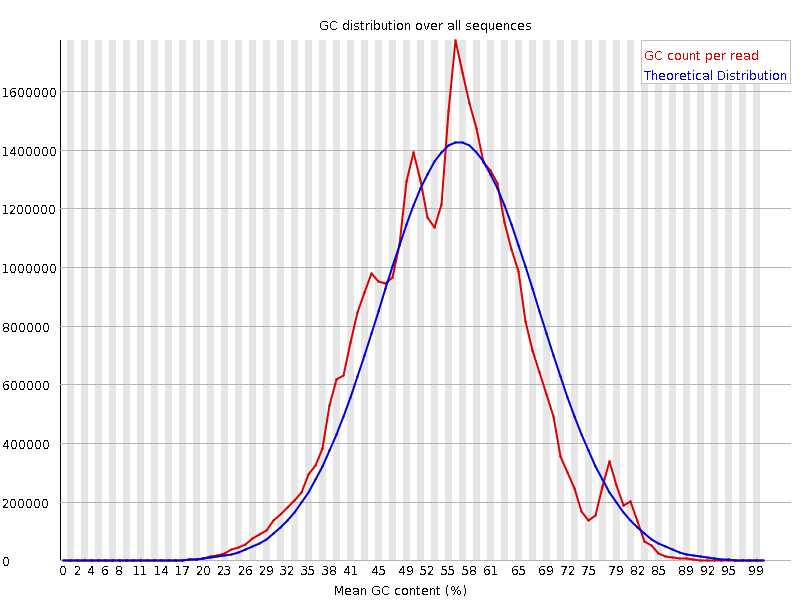 GC distribution over all sequences
GC count per read
Theoretical Distribution
1600000
1400000
1200000
1000000
800000
600000
400000
200000
0
0 2 4 6 8 11 14 17 20 23 26 29 32 35 38 41 45 49 52 55 58 61 65 69 72 75 79 82 85 89 92 95 99
Mean GC content (%)